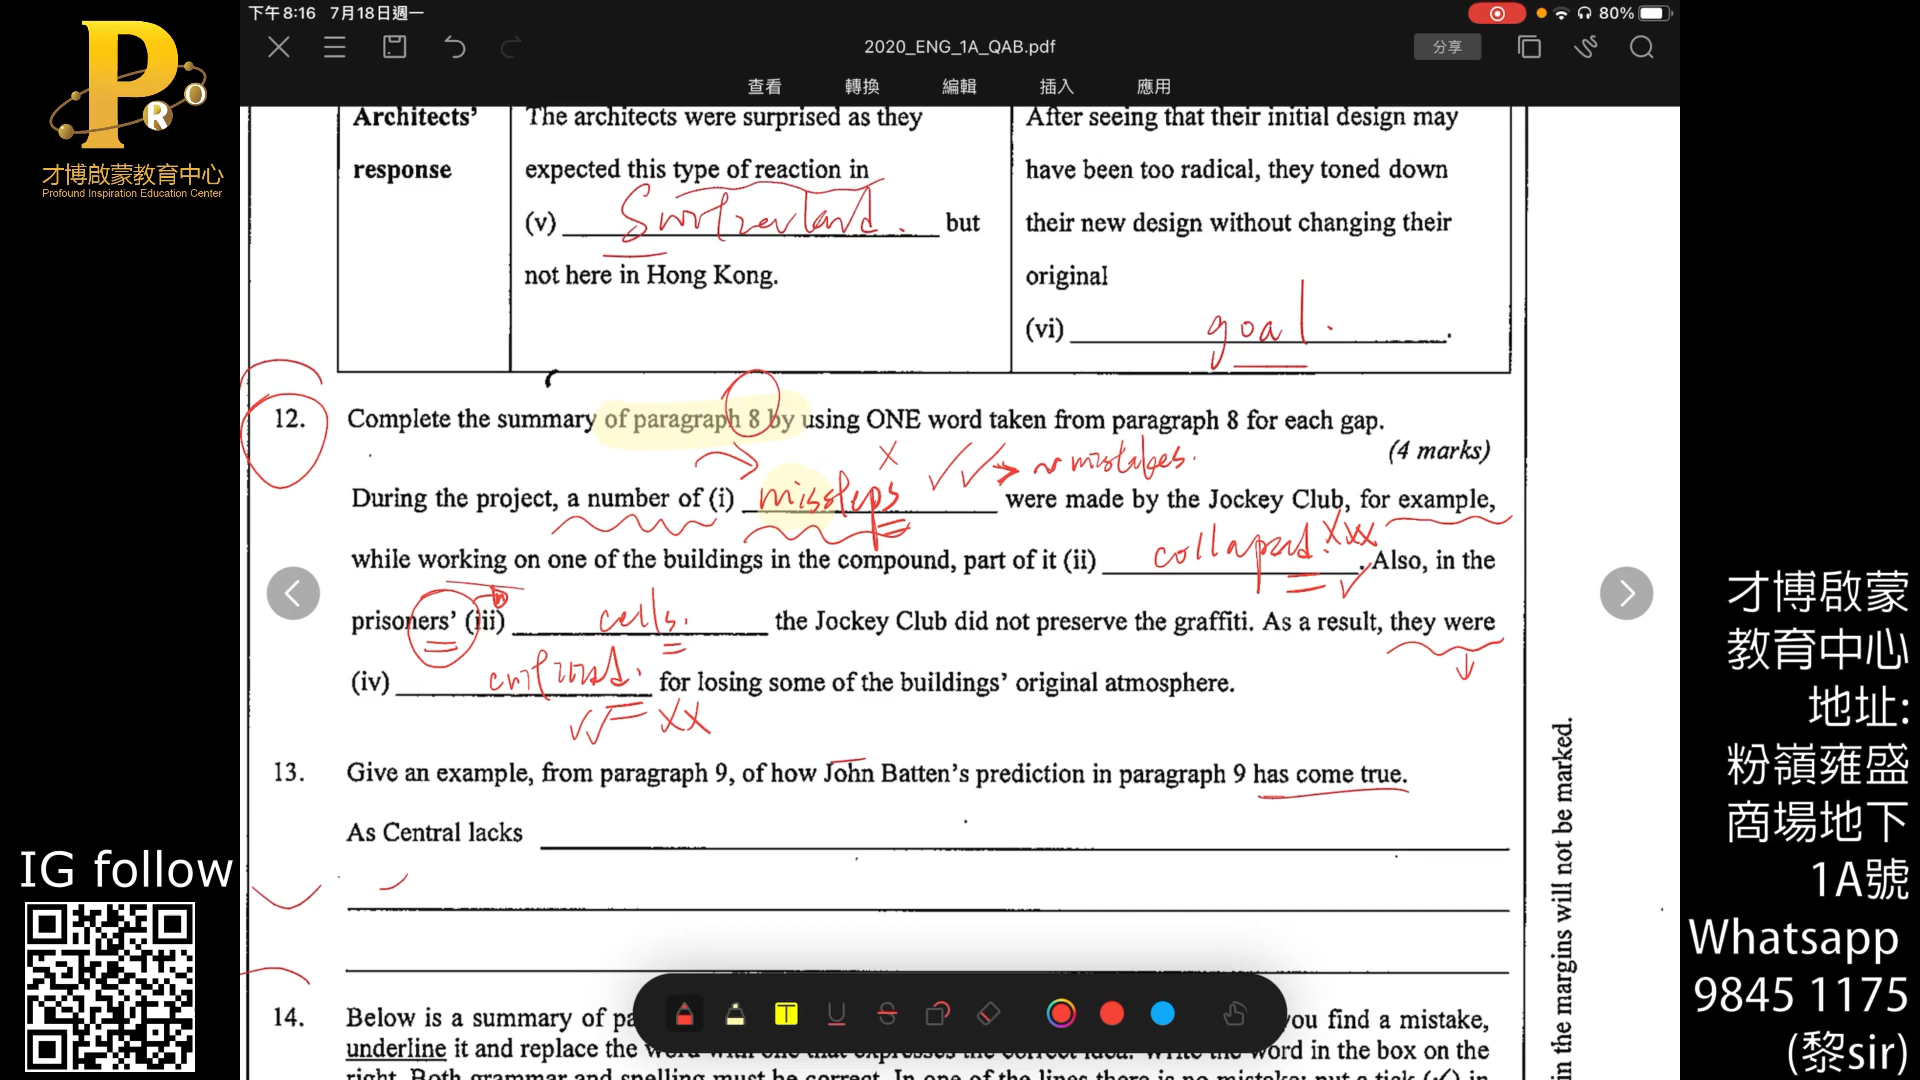 下午8:16 7月18日週一
80%
2020_ENG_1A_QAB.pdf
分享
查看 轉換 編輯 插入 應用
PRO
才博啟蒙教育中心
Profound Inspiration Education Center
Architects' response
The architects were surprised as they
expected this type of reaction in
(v) Switzerland. but
not here in Hong Kong.
After seeing that their initial design may
have been too radical, they toned down
their new design without changing their
original
(vi) goal.
12. Complete the summary of paragraph 8 by using ONE word taken from paragraph 8 for each gap.
(4 marks)
mistakes.
During the project, a number of (i) missteps were made by the Jockey Club, for example,
while working on one of the buildings in the compound, part of it (ii) collapsed. Also, in the
prisoners' (iii) cells. the Jockey Club did not preserve the graffiti. As a result, they were
(iv) criticised. for losing some of the buildings' original atmosphere.
13. Give an example, from paragraph 9, of how John Batten's prediction in paragraph 9 has come true.
As Central lacks
14. Below is a summary of pa ou find a mistake,
underline it and replace the word with one that expresses the correct idea. Write the word in the box on the
right. Both grammar and spelling must be correct. In one of the lines there is no mistake: put a tick (✓) in
in the margins will not be marked.
IG follow
才博啟蒙
教育中心
地址:
粉嶺雍盛
商場地下
1A號
Whatsapp
9845 1175
(黎sir)